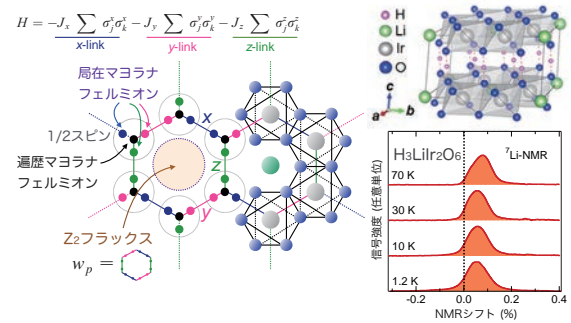 H = −Jx ∑ σ_j^x σ_k^x − Jy ∑ σ_j^y σ_k^y − Jz ∑ σ_j^z σ_k^z
x-link y-link z-link
局在マヨラナ
フェルミオン
1/2スピン
遍歴マヨラナ
フェルミオン
x
z
y
Z2フラックス
w_p =
H
Li
Ir
O
c
a b
H3LiIr2O6
7Li-NMR
信号強度 (任意単位)
70 K
30 K
10 K
1.2 K
-0.2 0.0 0.2 0.4
NMRシフト (%)